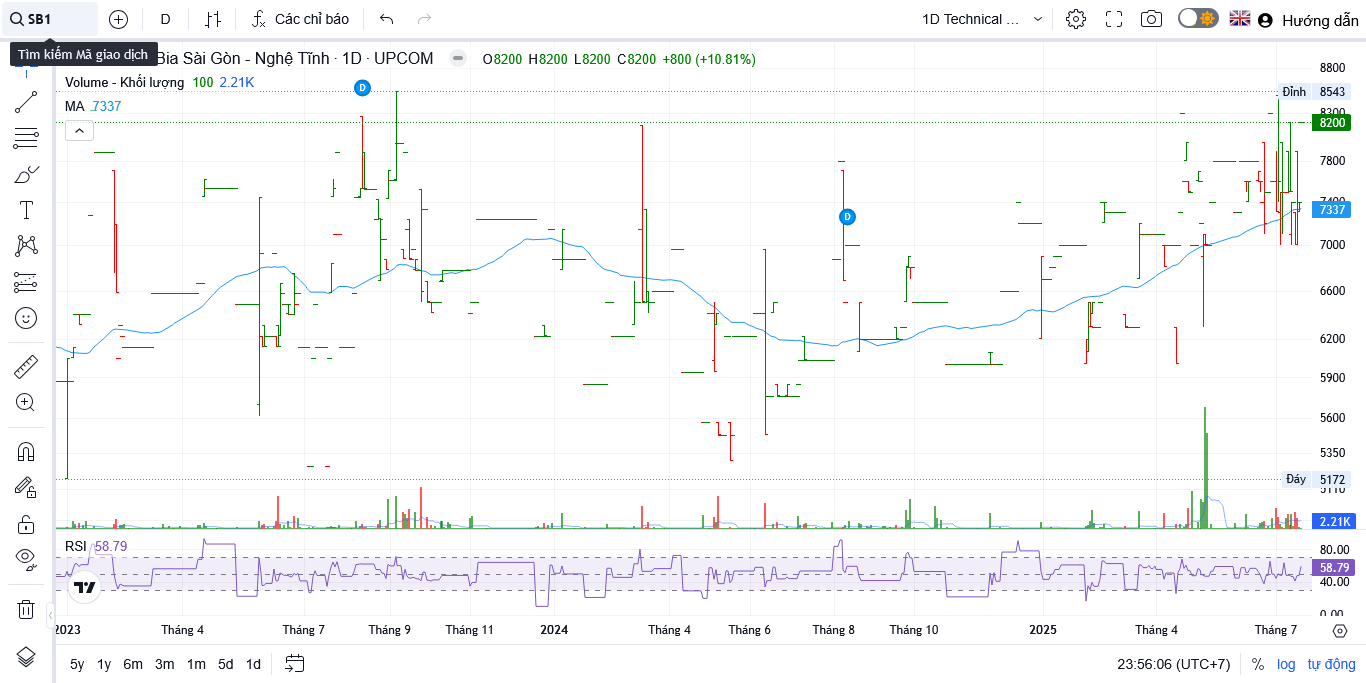 SB1
D
Các chỉ báo
1D Technical ...
Hướng dẫn
Tìm kiếm Mã giao dịch
Bia Sài Gòn - Nghệ Tĩnh · 1D · UPCOM
O8200 H8200 L8200 C8200 +800 (+10.81%)
Volume - Khối lượng 100 2.21K
MA 7337
8800
Đỉnh 8543
8200
7800
7337
7000
6600
6200
5900
5600
5350
Đáy 5172
2.21K
RSI 58.79
80.00
58.79
40.00
0.00
D
D
2023
Tháng 4
Tháng 7
Tháng 9
Tháng 11
2024
Tháng 4
Tháng 6
Tháng 8
Tháng 10
2025
Tháng 4
Tháng 7
5y 1y 6m 3m 1m 5d 1d
23:56:06 (UTC+7)
% log tự động